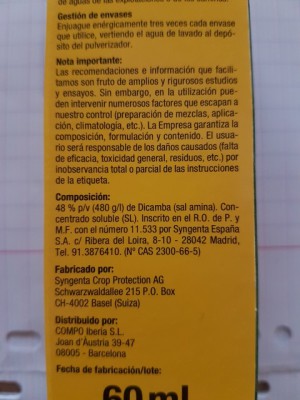 de aguas de las explotaciones o de los caminos.
Gestión de envases
Enjuague enérgicamente tres veces cada envase
que utilice, vertiendo el agua de lavado al depó-
sito del pulverizador.
Nota importante:
Las recomendaciones e información que facili-
tamos son fruto de amplios y rigurosos estudios
y ensayos. Sin embargo, en la utilización pue-
den intervenir numerosos factores que escapan a
nuestro control (preparación de mezclas, aplica-
ción, climatología, etc.). La Empresa garantiza la
composición, formulación y contenido. El usua-
rio será responsable de los daños causados (falta
de eficacia, toxicidad general, residuos, etc.) por
inobservancia total o parcial de las instrucciones
de la etiqueta.
Composición:
48 % p/v (480 g/l) de Dicamba (sal amina). Con-
centrado soluble (SL). Inscrito en el R.O. de P. y
M.F. con el número 11.533 por Syngenta España
S.A. c/ Ribera del Loira, 8-10 - 28042 Madrid,
Tel. 91.3876410. (Nº CAS 2300-66-5)
Fabricado por:
Syngenta Crop Protection AG
Schwarzwaldallee 215 P.O. Box
CH-4002 Basel (Suiza)
Distribuido por:
COMPO Iberia S.L.
Joan d'Àustria 39-47
08005 - Barcelona
Fecha de fabricación/lote:
60 ml